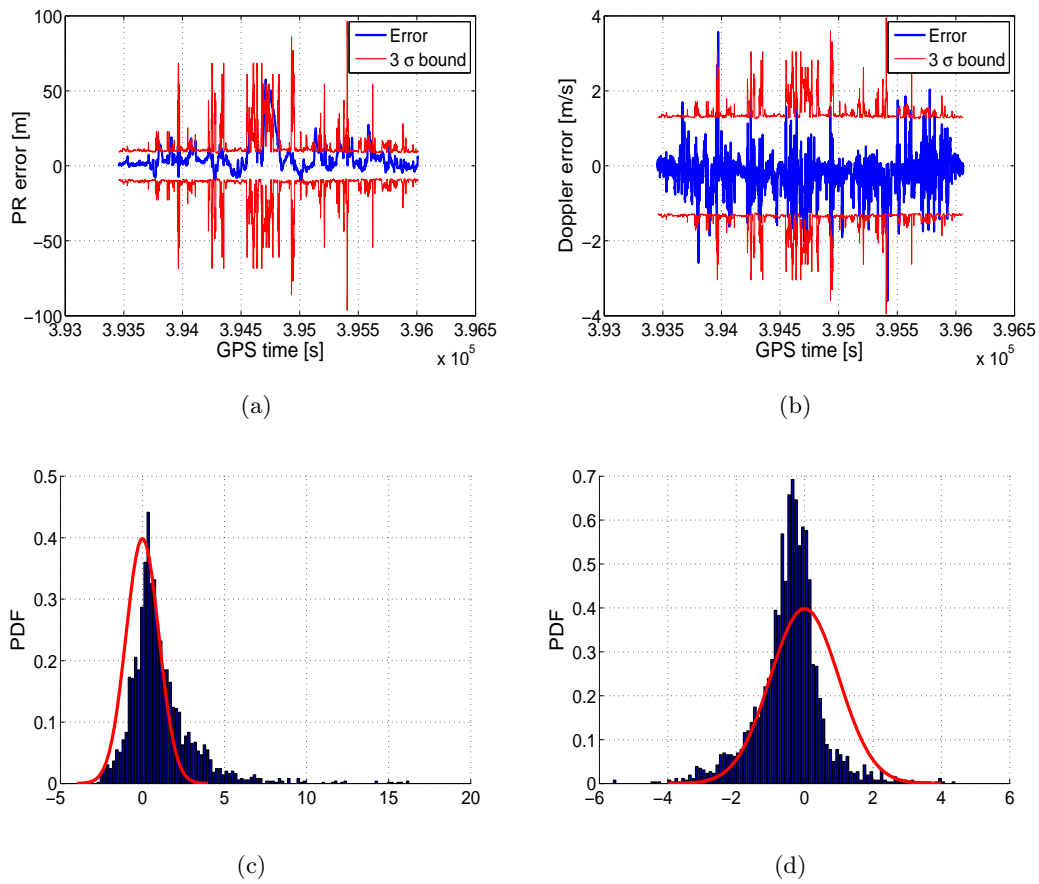 100
50
0
−50
−100
PR error [m]
Error
3 σ bound
3.93 3.935 3.94 3.945 3.95 3.955 3.96 3.965
GPS time [s]
x 10^5
(a)
4
2
0
−2
−4
Doppler error [m/s]
Error
3 σ bound
3.93 3.935 3.94 3.945 3.95 3.955 3.96 3.965
GPS time [s]
x 10^5
(b)
0.5
0.4
0.3
0.2
0.1
0
PDF
−5 0 5 10 15 20
(c)
0.7
0.6
0.5
0.4
0.3
0.2
0.1
0
PDF
−6 −4 −2 0 2 4 6
(d)